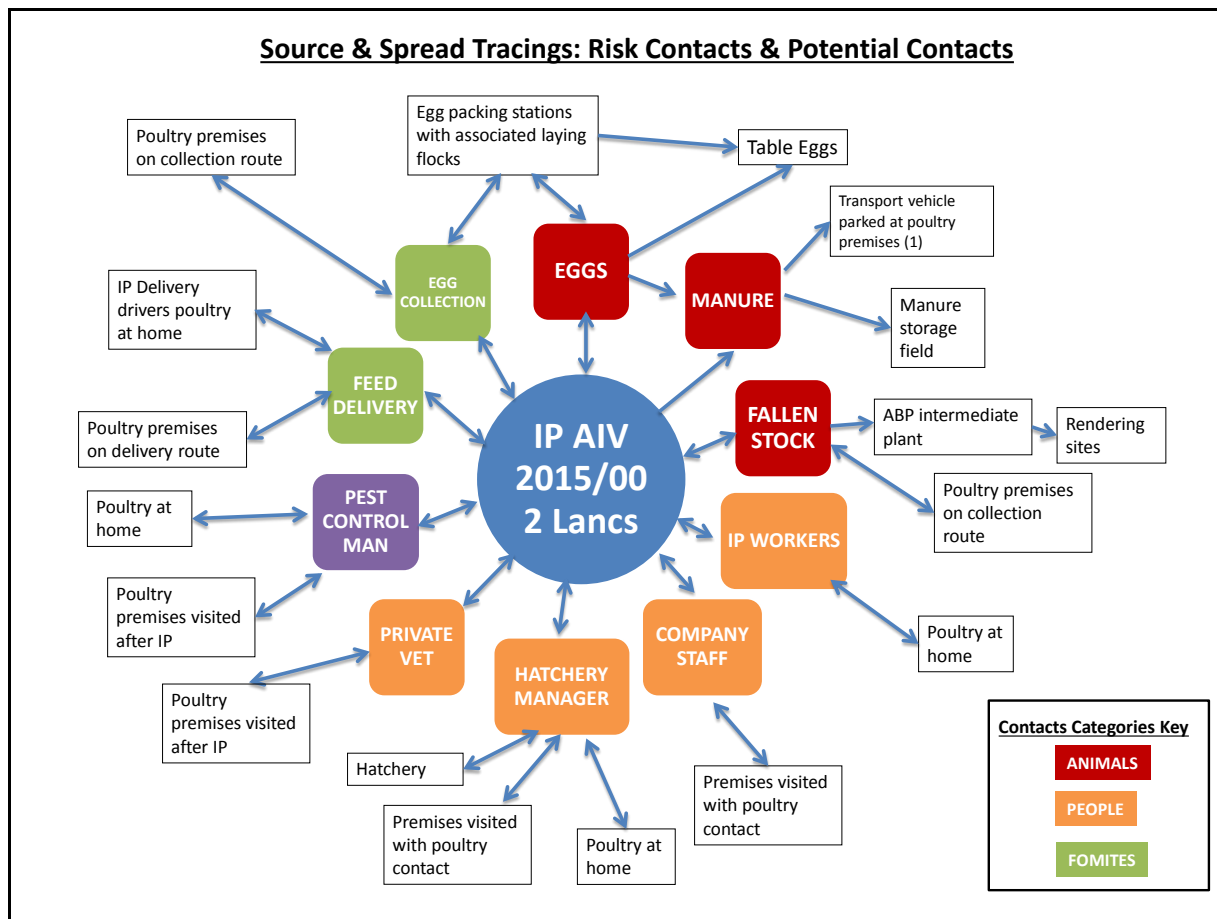 Source & Spread Tracings: Risk Contacts & Potential Contacts
Poultry premises
on collection route
Egg packing stations
with associated laying
flocks
Table Eggs
Transport vehicle
parked at poultry
premises (1)
EGG
COLLECTION
EGGS
MANURE
IP Delivery
drivers poultry
at home
Manure
storage
field
FEED
DELIVERY
Poultry premises
on delivery route
IP AIV
2015/00
2 Lancs
FALLEN
STOCK
ABP intermediate
plant
Rendering
sites
Poultry premises
on collection
route
Poultry at
home
PEST
CONTROL
MAN
IP WORKERS
Poultry
premises visited
after IP
PRIVATE
VET
HATCHERY
MANAGER
COMPANY
STAFF
Poultry at
home
Poultry
premises visited
after IP
Hatchery
Premises visited
with poultry
contact
Poultry at
home
Premises visited
with poultry
contact
Contacts Categories Key
ANIMALS
PEOPLE
FOMITES